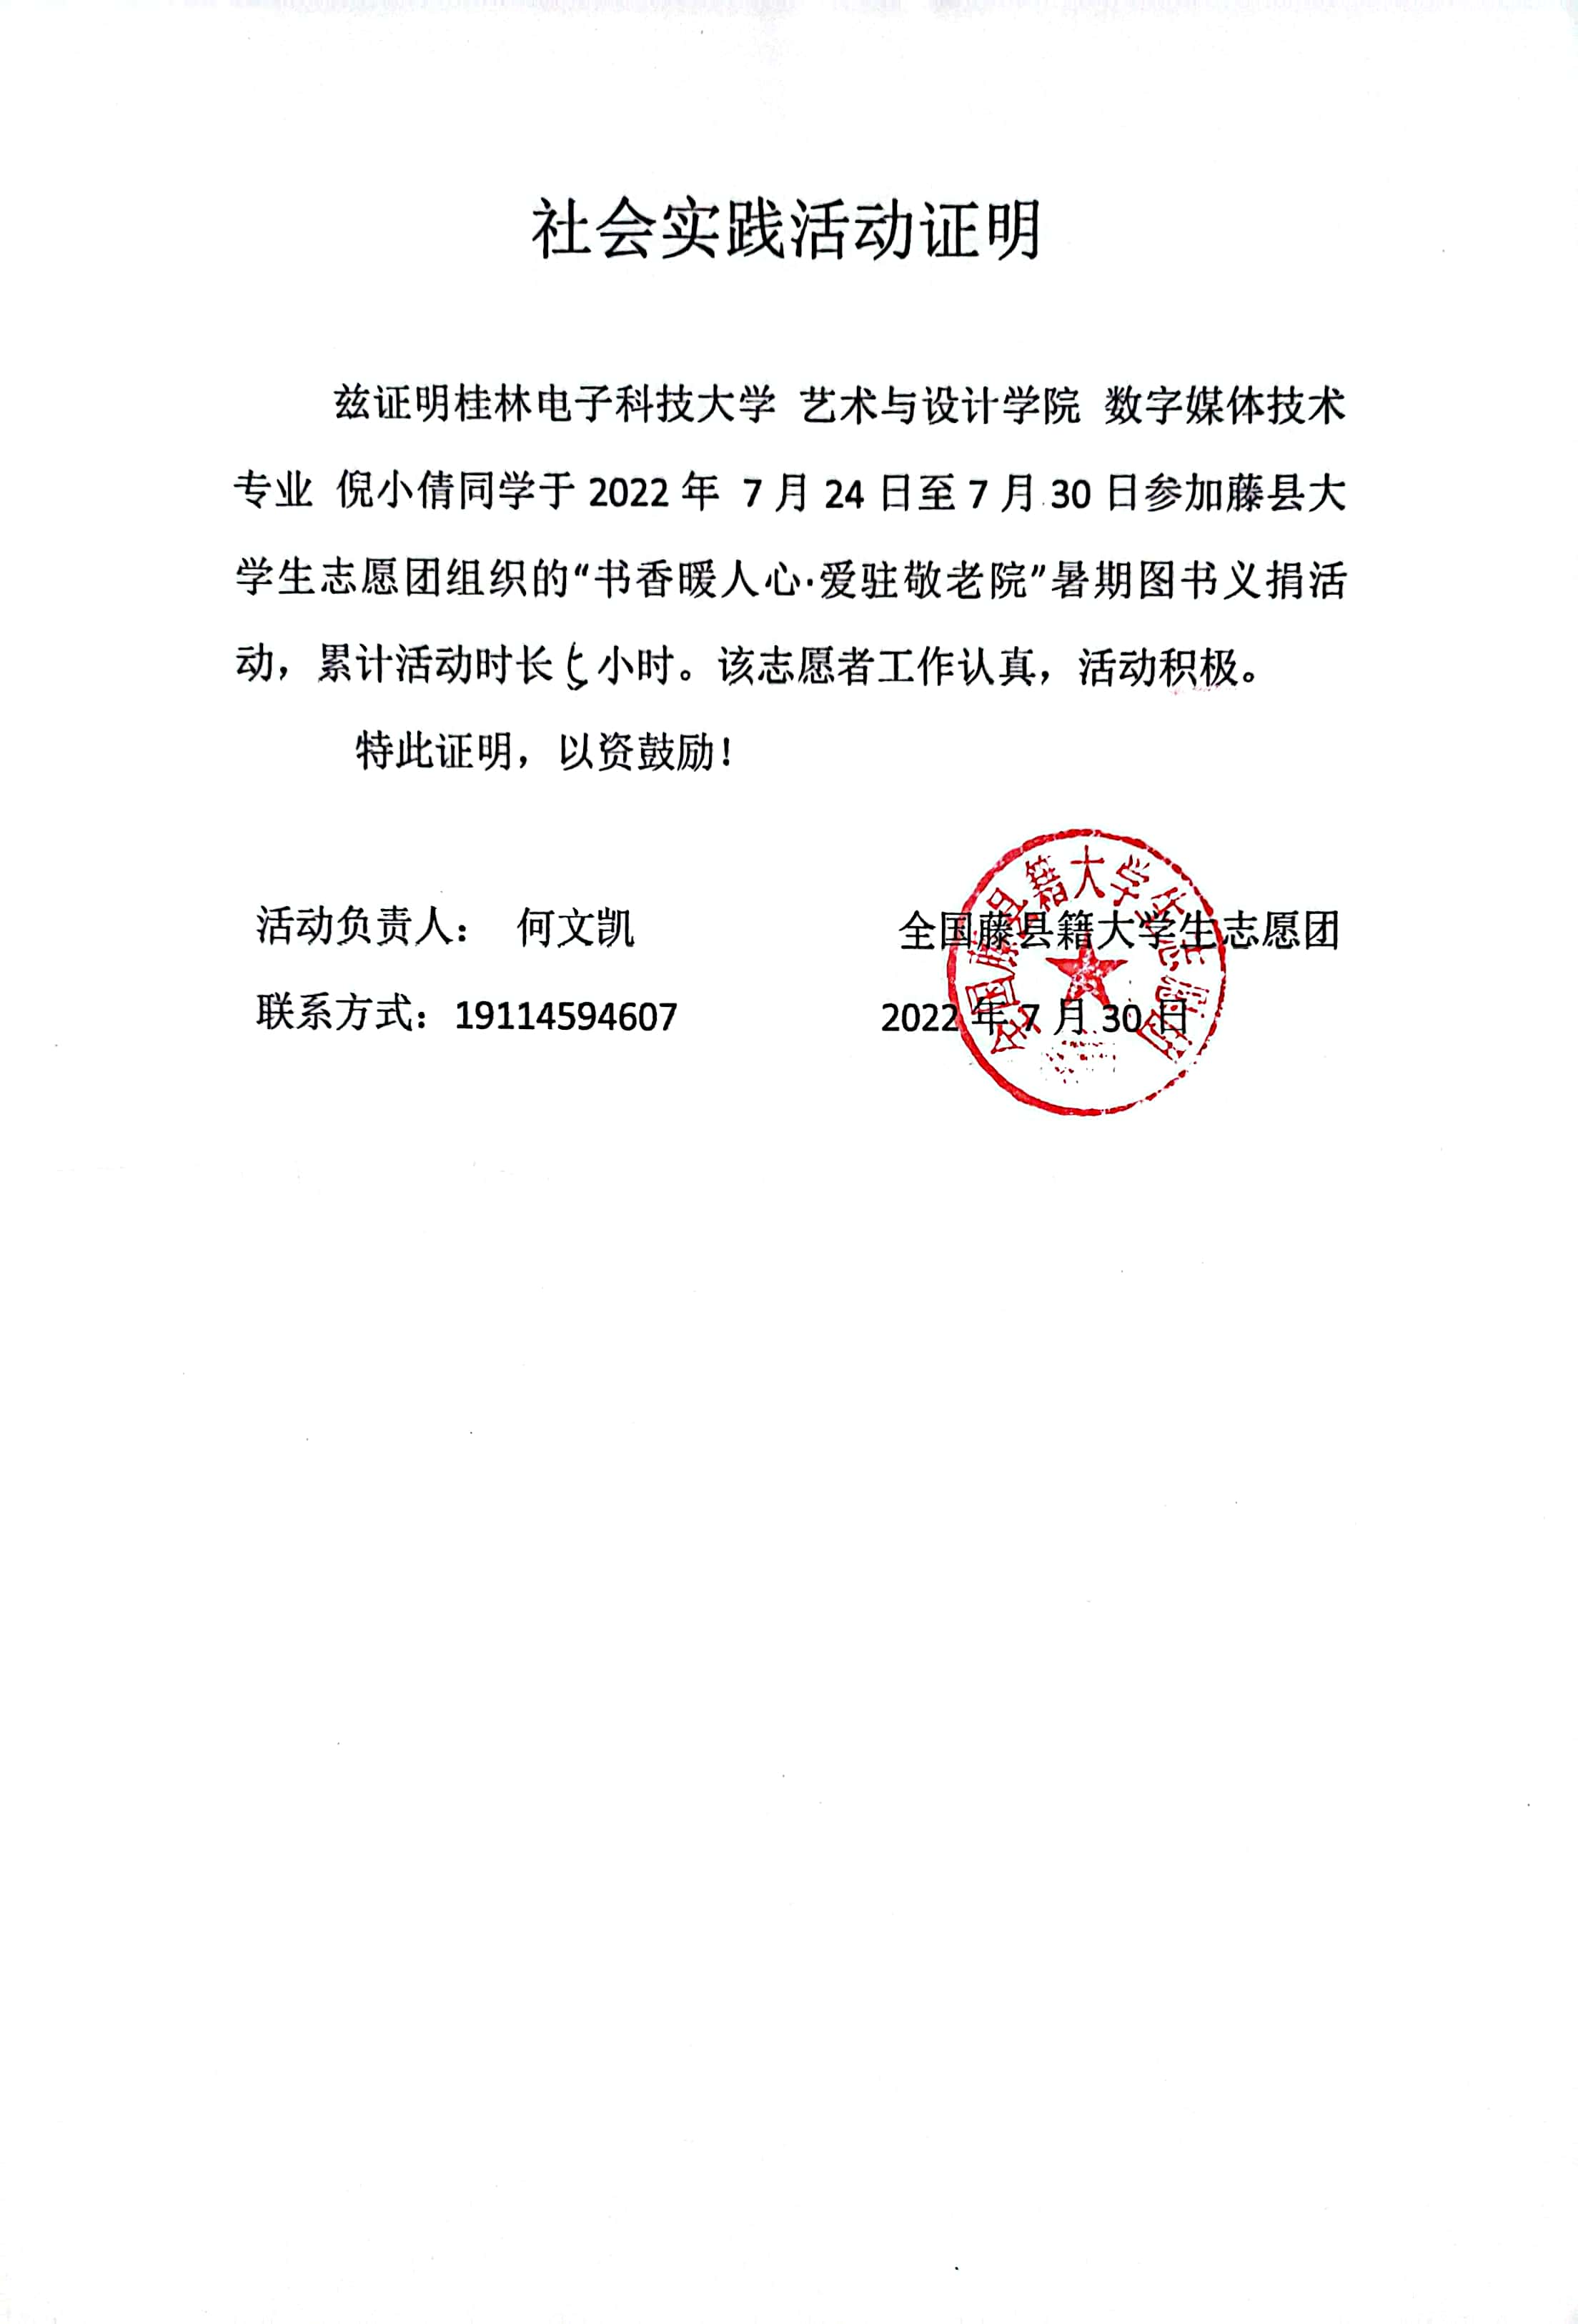 社会实践活动证明
兹证明桂林电子科技大学 艺术与设计学院 数字媒体技术
专业 倪小倩同学于 2022 年 7 月 24 日至 7 月 30 日参加藤县大
学生志愿团组织的“书香暖人心·爱驻敬老院”暑期图书义捐活
动，累计活动时长 小时。该志愿者工作认真，活动积极。
特此证明，以资鼓励！
活动负责人： 何文凯
全国藤县籍大学生志愿团
联系方式：19114594607
2022 年 7 月 30 日
全国藤县籍大学生志愿团